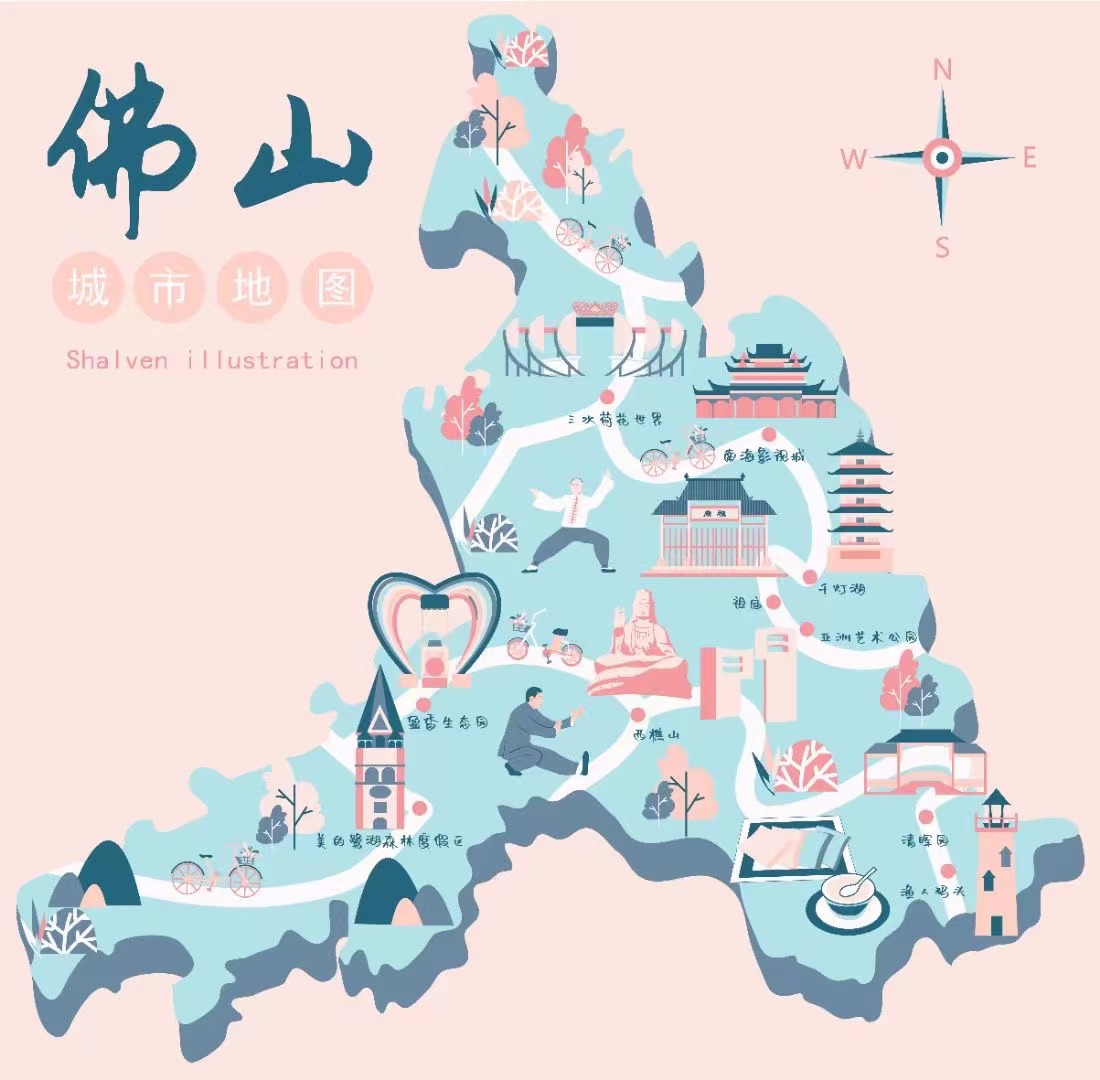 佛山
城市地图
Shalven illustration
N
W
E
S
三水荷花世界
南海影视城
祖庙
千灯湖
祖庙
亚洲艺术公园
盈香生态园
西樵山
美的鹭湖森林度假区
清晖园
渔人码头